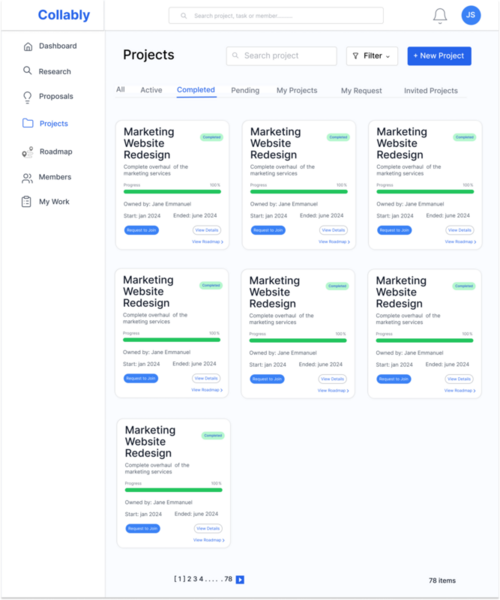 Collably
Search project, task or member.........
JS
Dashboard
Research
Proposals
Projects
Roadmap
Members
My Work
Projects
Search project
Filter
+ New Project
All Active Completed Pending My Projects My Request Invited Projects
Marketing
Website
Redesign
Completed
Complete overhaul of the
marketing services
Progress 100%
Owned by: Jane Emmanuel
Start: jan 2024 Ended: june 2024
Request to Join View Details
View Roadmap >
Marketing
Website
Redesign
Completed
Complete overhaul of the
marketing services
Progress 100%
Owned by: Jane Emmanuel
Start: jan 2024 Ended: june 2024
Request to Join View Details
View Roadmap >
Marketing
Website
Redesign
Completed
Complete overhaul of the
marketing services
Progress 100%
Owned by: Jane Emmanuel
Start: jan 2024 Ended: june 2024
Request to Join View Details
View Roadmap >
Marketing
Website
Redesign
Completed
Complete overhaul of the
marketing services
Progress 100%
Owned by: Jane Emmanuel
Start: jan 2024 Ended: june 2024
Request to Join View Details
View Roadmap >
Marketing
Website
Redesign
Completed
Complete overhaul of the
marketing services
Progress 100%
Owned by: Jane Emmanuel
Start: jan 2024 Ended: june 2024
Request to Join View Details
View Roadmap >
Marketing
Website
Redesign
Completed
Complete overhaul of the
marketing services
Progress 100%
Owned by: Jane Emmanuel
Start: jan 2024 Ended: june 2024
Request to Join View Details
View Roadmap >
Marketing
Website
Redesign
Completed
Complete overhaul of the
marketing services
Progress 100%
Owned by: Jane Emmanuel
Start: jan 2024 Ended: june 2024
Request to Join View Details
View Roadmap >
[ 1 ] 2 3 4 . . . . . 78
78 items